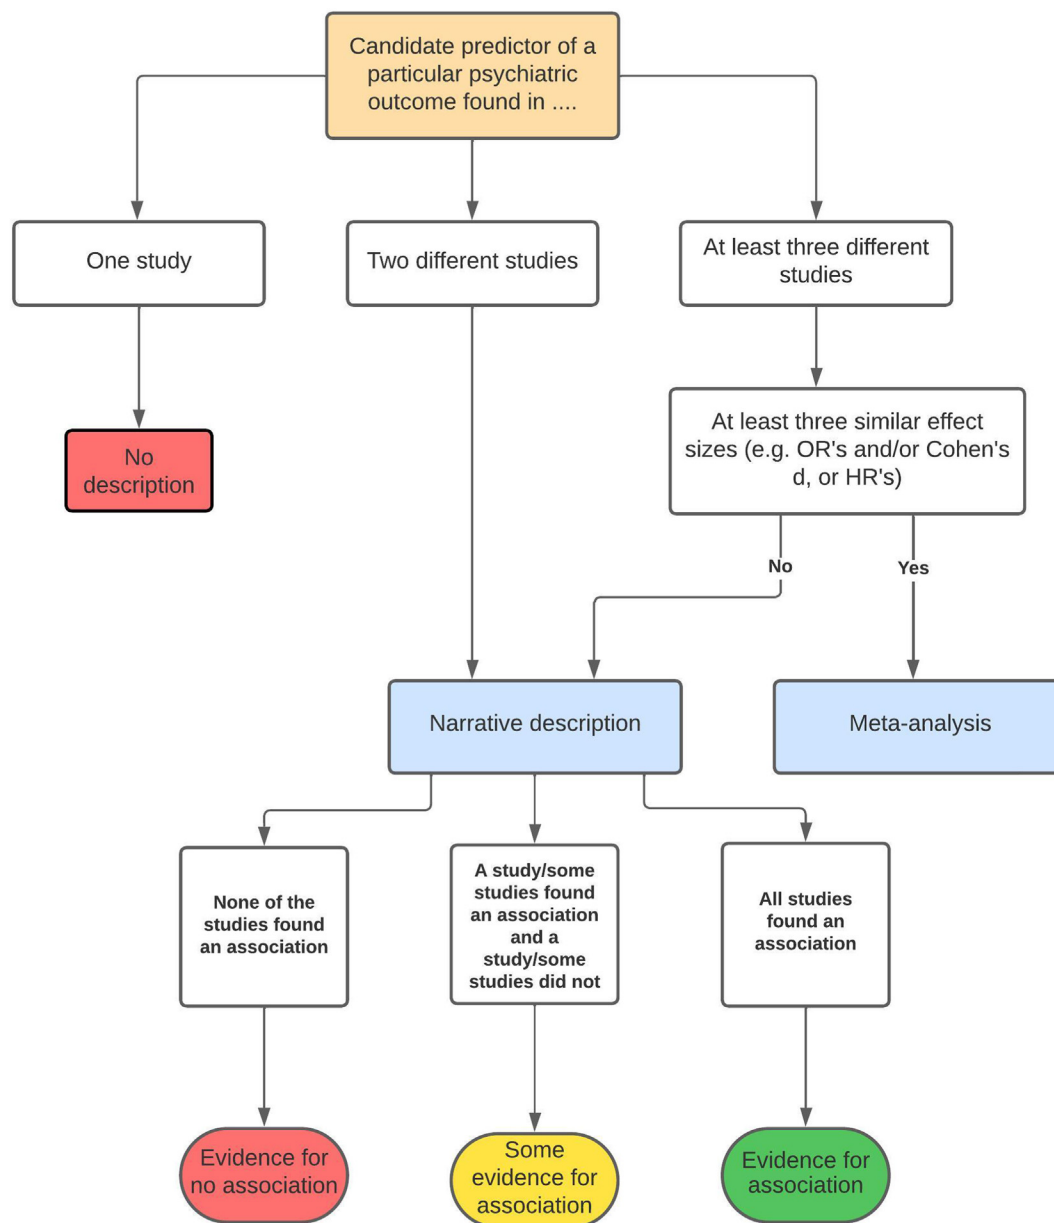 Candidate predictor of a
particular psychiatric
outcome found in ....
One study
Two different studies
At least three different
studies
No
description
At least three similar effect
sizes (e.g. OR's and/or Cohen's
d, or HR's)
No
Yes
Narrative description
Meta-analysis
None of the
studies found
an association
A study/some
studies found
an association
and a
study/some
studies did not
All studies
found an
association
Evidence for
no association
Some
evidence for
association
Evidence for
association